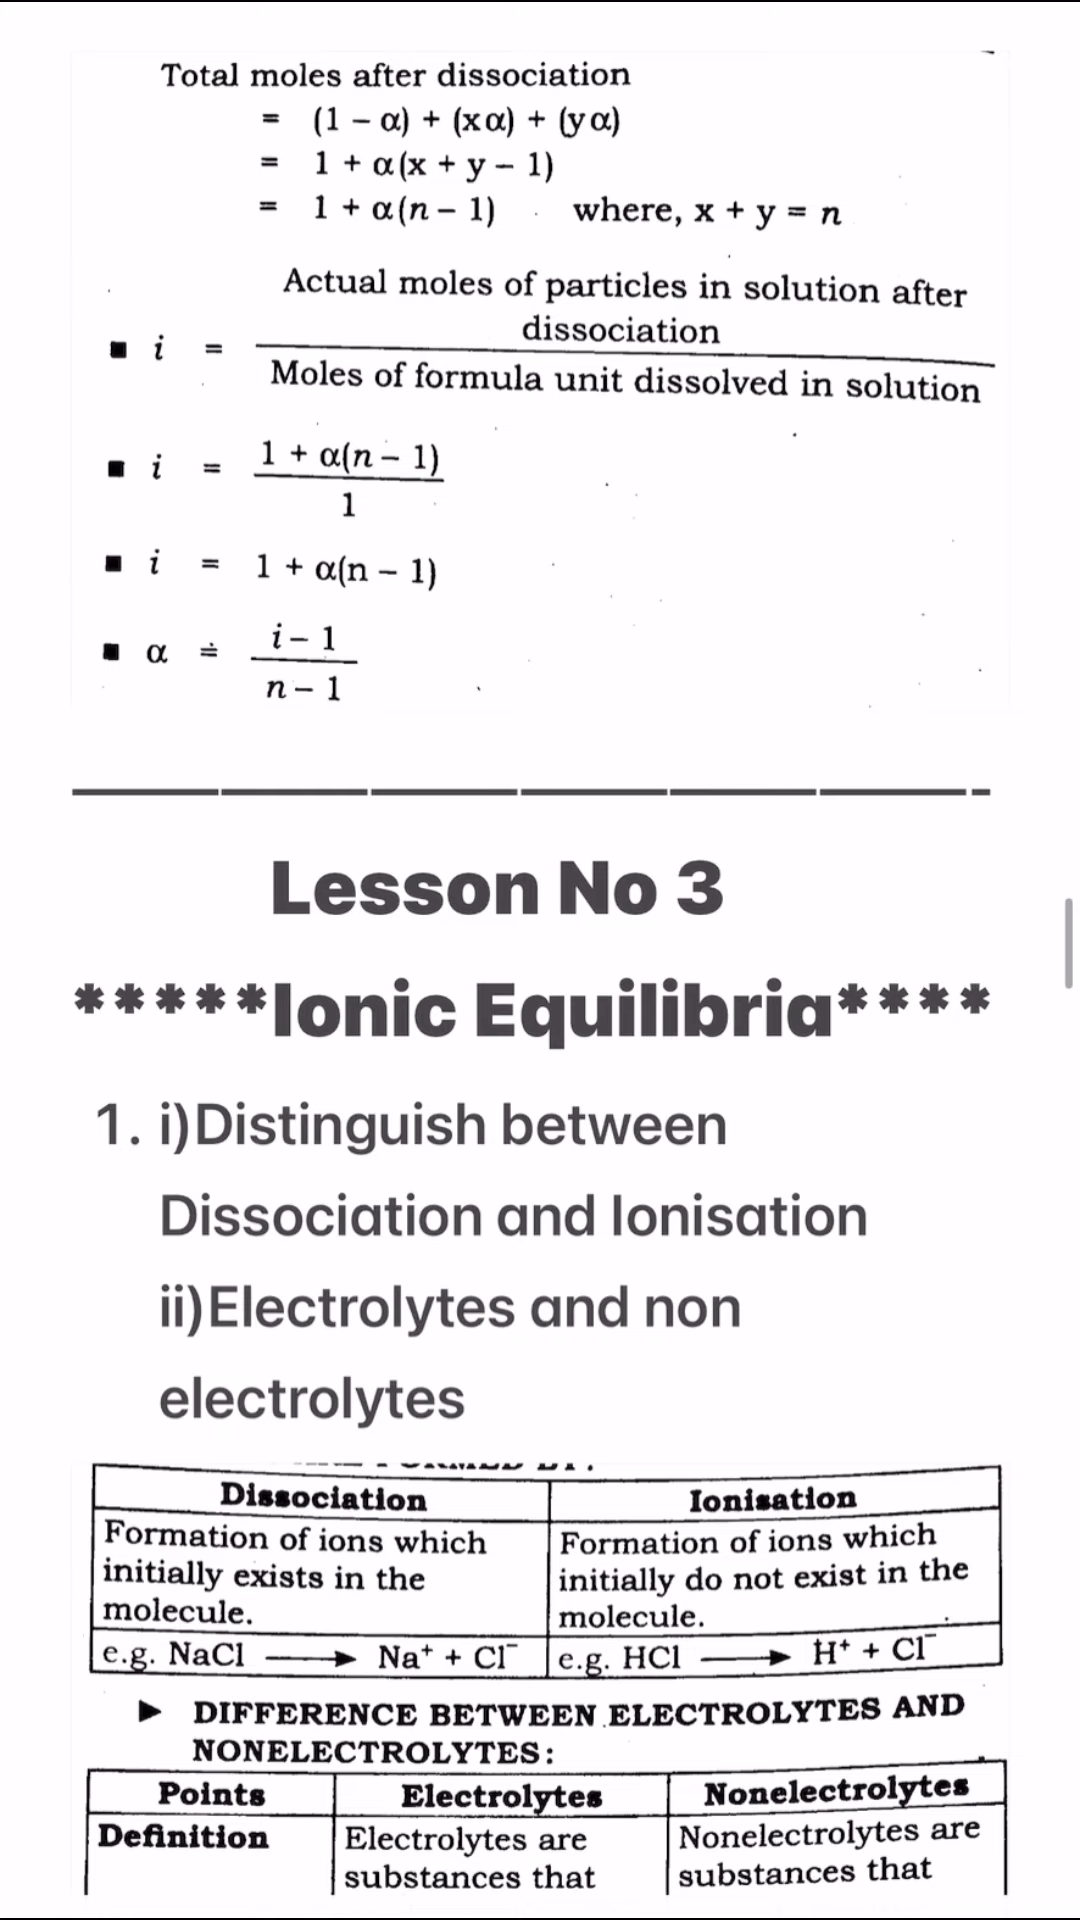 Total moles after dissociation
= (1 – α) + (xα) + (yα)
= 1 + α(x + y – 1)
= 1 + α(n – 1) where, x + y = n
Actual moles of particles in solution after
dissociation
■ i = ————
Moles of formula unit dissolved in solution
■ i = 1 + α(n – 1)
1
■ i = 1 + α(n – 1)
■ α = i – 1
n – 1
Lesson No 3
*****Ionic Equilibria****
1. i)Distinguish between
Dissociation and Ionisation
ii)Electrolytes and non
electrolytes
Dissociation Ionisation
Formation of ions which Formation of ions which
initially exists in the initially do not exist in the
molecule. molecule.
e.g. NaCl ⟶ Na⁺ + Cl⁻ e.g. HCl ⟶ H⁺ + Cl⁻
▶ DIFFERENCE BETWEEN ELECTROLYTES AND
NONELECTROLYTES:
Points Electrolytes Nonelectrolytes
Definition Electrolytes are Nonelectrolytes are
substances that substances that